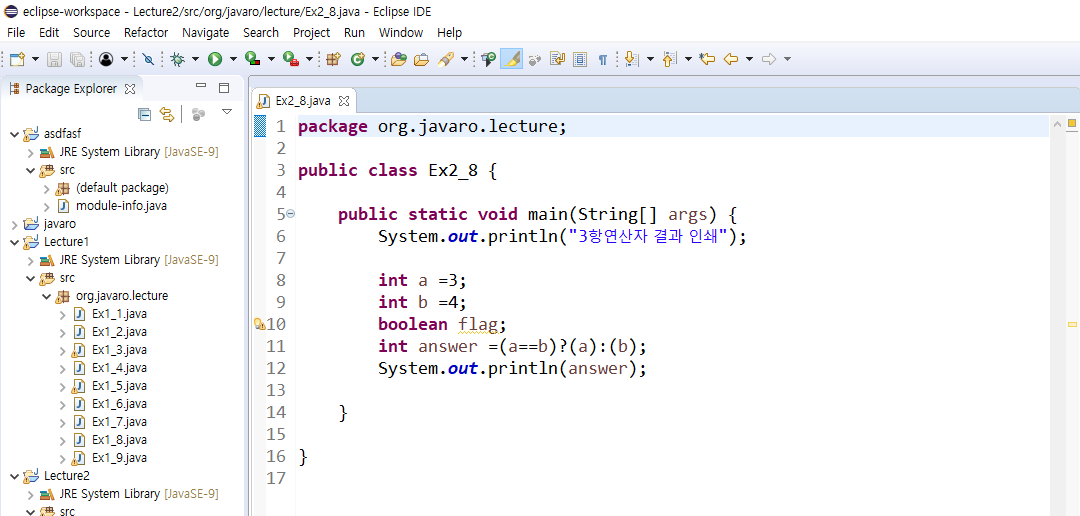 eclipse-workspace - Lecture2/src/org/javaro/lecture/Ex2_8.java - Eclipse IDE
File Edit Source Refactor Navigate Search Project Run Window Help
Package Explorer
asdfasf
JRE System Library [JavaSE-9]
src
(default package)
module-info.java
javaro
Lecture1
JRE System Library [JavaSE-9]
src
org.javaro.lecture
Ex1_1.java
Ex1_2.java
Ex1_3.java
Ex1_4.java
Ex1_5.java
Ex1_6.java
Ex1_7.java
Ex1_8.java
Ex1_9.java
Lecture2
JRE System Library [JavaSE-9]
src
Ex2_8.java
1 package org.javaro.lecture;
2
3 public class Ex2_8 {
4
5 public static void main(String[] args) {
6 System.out.println("3항연산자 결과 인쇄");
7
8 int a =3;
9 int b =4;
10 boolean flag;
11 int answer =(a==b)?(a):(b);
12 System.out.println(answer);
13
14 }
15
16 }
17